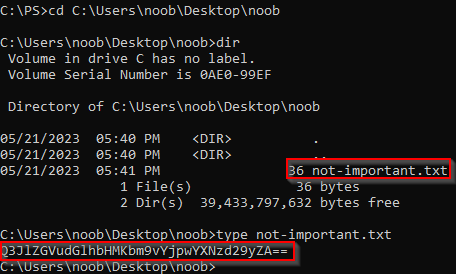 C:\PS>cd C:\Users\noob\Desktop\noob
C:\Users\noob\Desktop\noob>dir
 Volume in drive C has no label.
 Volume Serial Number is 0AE0-99EF
 Directory of C:\Users\noob\Desktop\noob
05/21/2023  05:40 PM    <DIR>          .
05/21/2023  05:40 PM    <DIR>          ..
05/21/2023  05:41 PM                36 not-important.txt
               1 File(s)             36 bytes
               2 Dir(s)  39,433,797,632 bytes free
C:\Users\noob\Desktop\noob>type not-important.txt
Q3JlZGVudGlhbHMKbm9vYjpwYXNzd29yZA==
C:\Users\noob\Desktop\noob>